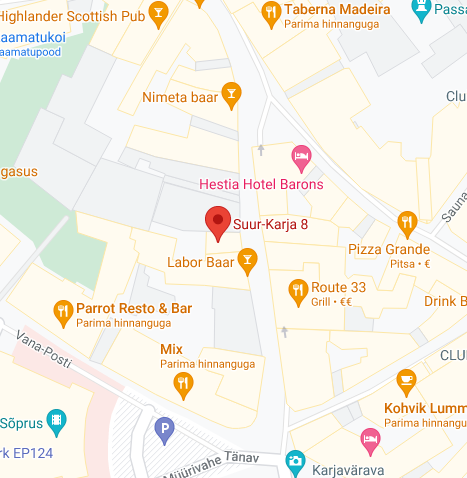 Highlander Scottish Pub
Taberna Madeira
Parima hinnanguga
Passa
aamatukoi
aamatupood
Nimeta baar
Clu
gasus
Hestia Hotel Barons
Sauna
Suur-Karja 8
Pizza Grande
Pitsa • €
Labor Baar
Route 33
Grill • €€
Drink B
Parrot Resto & Bar
Parima hinnanguga
Vana-Posti
Mix
Parima hinnanguga
CLU
Kohvik Lumm
Parima hinnangu
Sõprus
P
rk EP124
Müürivahe Tänav
Karjavärava